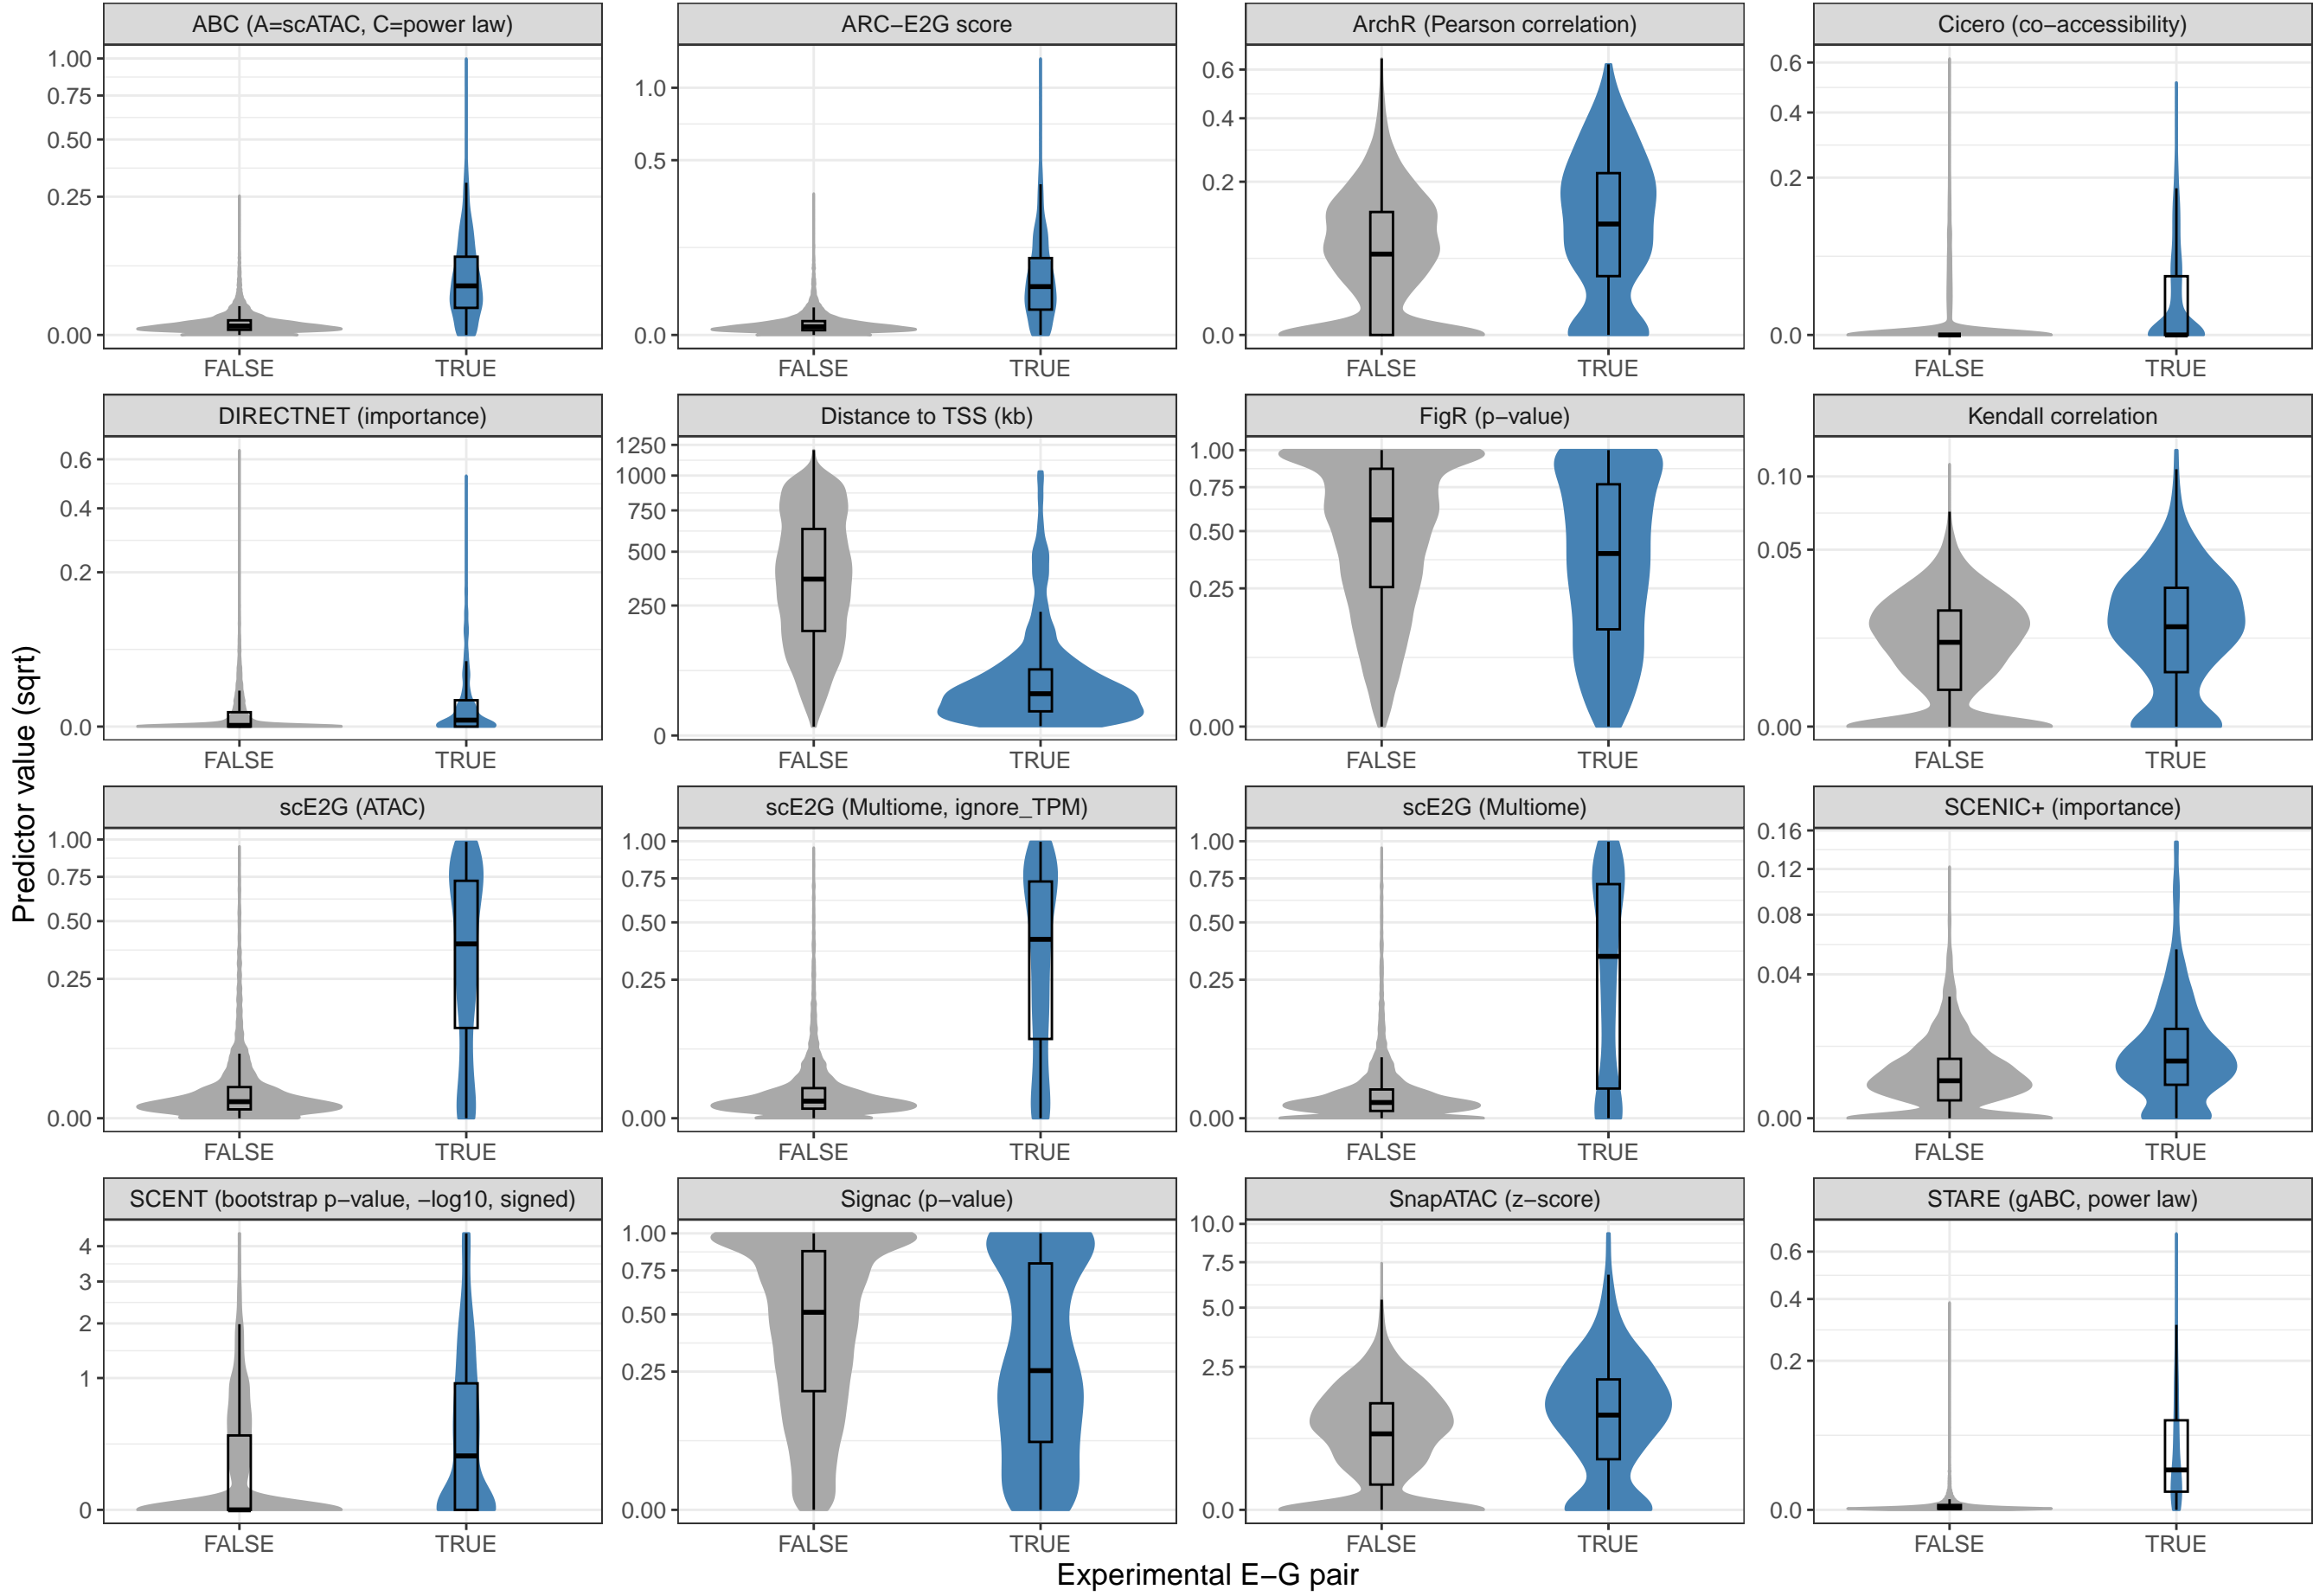 ABC (A=scATAC, C=power law)
1.00
0.75
0.50
0.25
0.00
FALSE TRUE
ARC−E2G score
1.0
0.5
0.0
FALSE TRUE
ArchR (Pearson correlation)
0.6
0.4
0.2
0.0
FALSE TRUE
Cicero (co−accessibility)
0.6
0.4
0.2
0.0
FALSE TRUE
DIRECTNET (importance)
0.6
0.4
0.2
0.0
FALSE TRUE
Distance to TSS (kb)
1250
1000
750
500
250
0
FALSE TRUE
FigR (p−value)
1.00
0.75
0.50
0.25
0.00
FALSE TRUE
Kendall correlation
0.10
0.05
0.00
FALSE TRUE
Predictor value (sqrt)
scE2G (ATAC)
1.00
0.75
0.50
0.25
0.00
FALSE TRUE
scE2G (Multiome, ignore_TPM)
1.00
0.75
0.50
0.25
0.00
FALSE TRUE
scE2G (Multiome)
1.00
0.75
0.50
0.25
0.00
FALSE TRUE
SCENIC+ (importance)
0.16
0.12
0.08
0.04
0.00
FALSE TRUE
SCENT (bootstrap p−value, −log10, signed)
4
3
2
1
0
FALSE TRUE
Signac (p−value)
1.00
0.75
0.50
0.25
0.00
FALSE TRUE
SnapATAC (z−score)
10.0
7.5
5.0
2.5
0.0
FALSE TRUE
STARE (gABC, power law)
0.6
0.4
0.2
0.0
FALSE TRUE
Experimental E−G pair